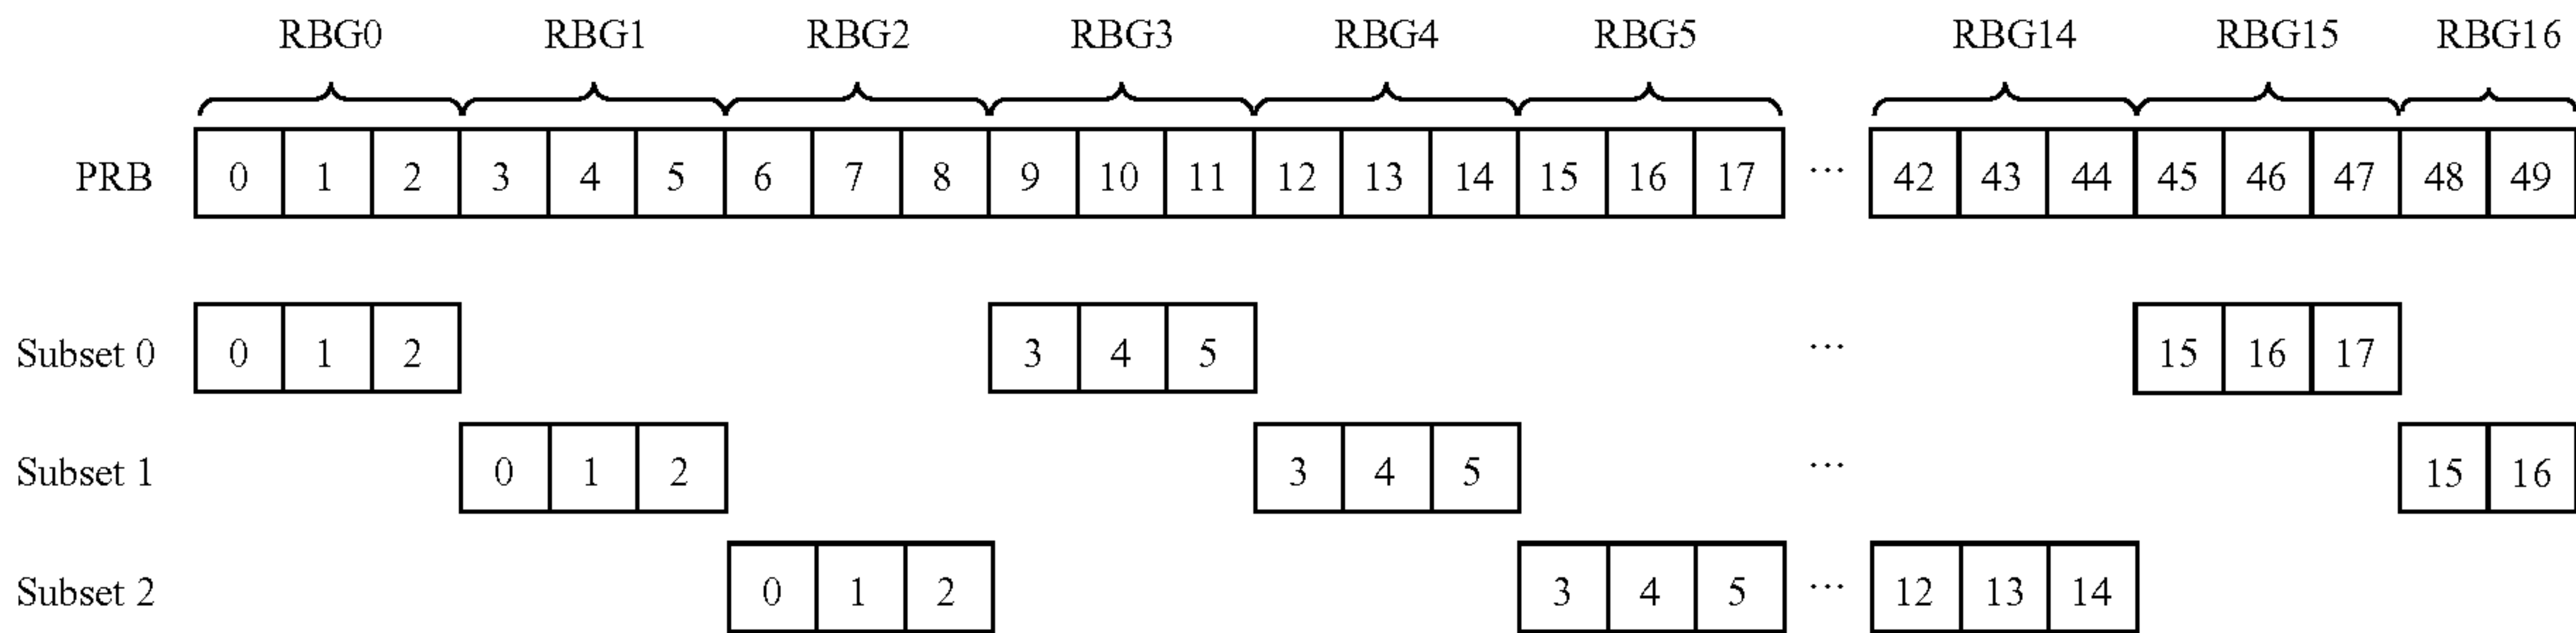 RBG0 RBG1 RBG2 RBG3 RBG4 RBG5 RBG14 RBG15 RBG16
PRB 0 1 2 3 4 5 6 7 8 9 10 11 12 13 14 15 16 17 ... 42 43 44 45 46 47 48 49
Subset 0 0 1 2 3 4 5 ... 15 16 17
Subset 1 0 1 2 3 4 5 ... 15 16
Subset 2 0 1 2 3 4 5 ... 12 13 14